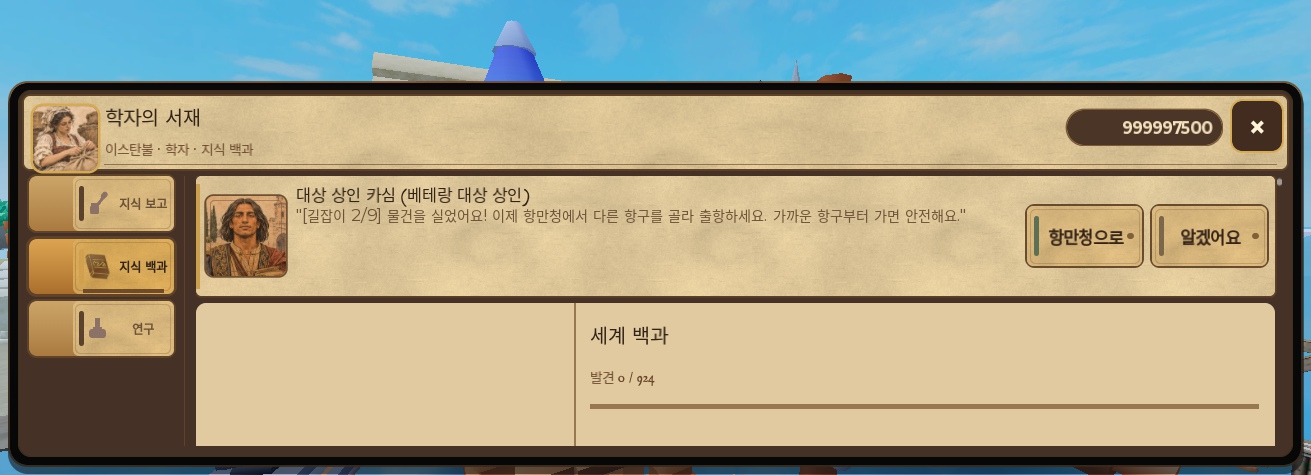 학자의 서재
이스탄불 · 학자 · 지식 백과
999997500
×
지식 보고
지식 백과
연구
대상 상인 카심 (베테랑 대상 상인)
"[길잡이 2/9] 물건을 실었어요! 이제 항만청에서 다른 항구를 골라 출항하세요. 가까운 항구부터 가면 안전해요."
항만청으로
알겠어요
세계 백과
발견 0 / 924